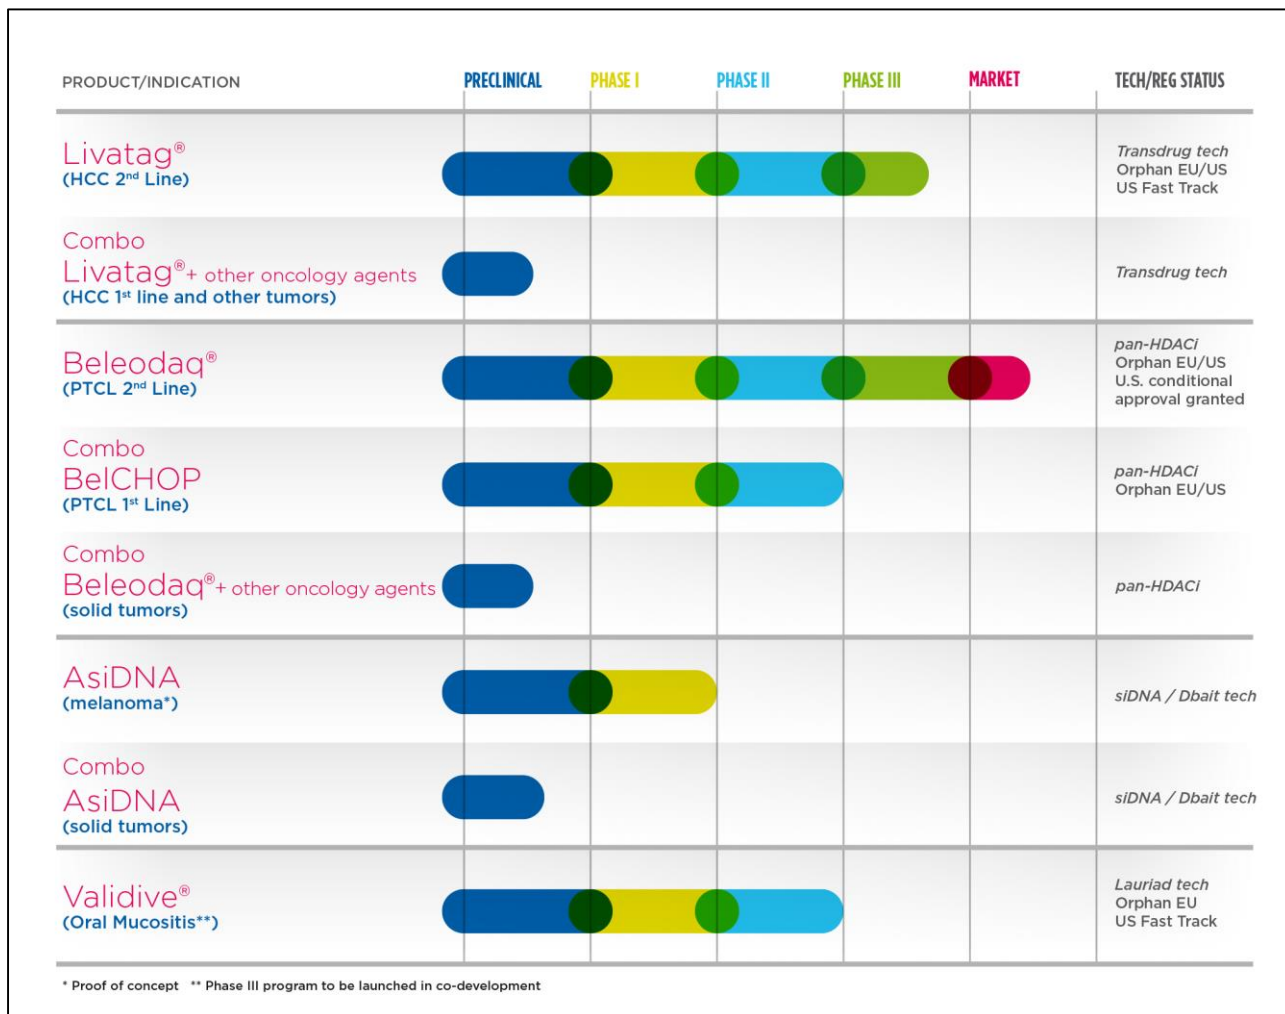 PRODUCT/INDICATION PRECLINICAL PHASE I PHASE II PHASE III MARKET TECH/REG STATUS
Livatag®
(HCC 2nd Line)
Transdrug tech
Orphan EU/US
US Fast Track
Combo
Livatag®+ other oncology agents
(HCC 1st line and other tumors)
Transdrug tech
Beleodaq®
(PTCL 2nd Line)
pan-HDACi
Orphan EU/US
U.S. conditional
approval granted
Combo
BelCHOP
(PTCL 1st Line)
pan-HDACi
Orphan EU/US
Combo
Beleodaq®+ other oncology agents
(solid tumors)
pan-HDACi
AsiDNA
(melanoma*)
siDNA / Dbait tech
Combo
AsiDNA
(solid tumors)
siDNA / Dbait tech
Validive®
(Oral Mucositis**)
Lauriad tech
Orphan EU
US Fast Track
* Proof of concept ** Phase III program to be launched in co-development